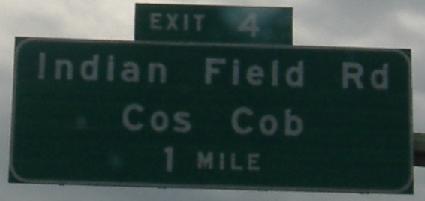 EXIT 4
Indian Field Rd
Cos Cob
1 MILE